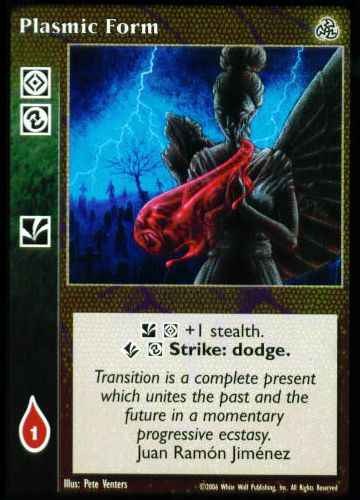 Plasmic Form
+1 stealth.
Strike: dodge.
Transition is a complete present
which unites the past and the
future in a momentary
progressive ecstasy.
Juan Ramón Jiménez
1
Illus: Pete Venters
©2006 White Wolf Publishing, Inc. All Rights Reserved